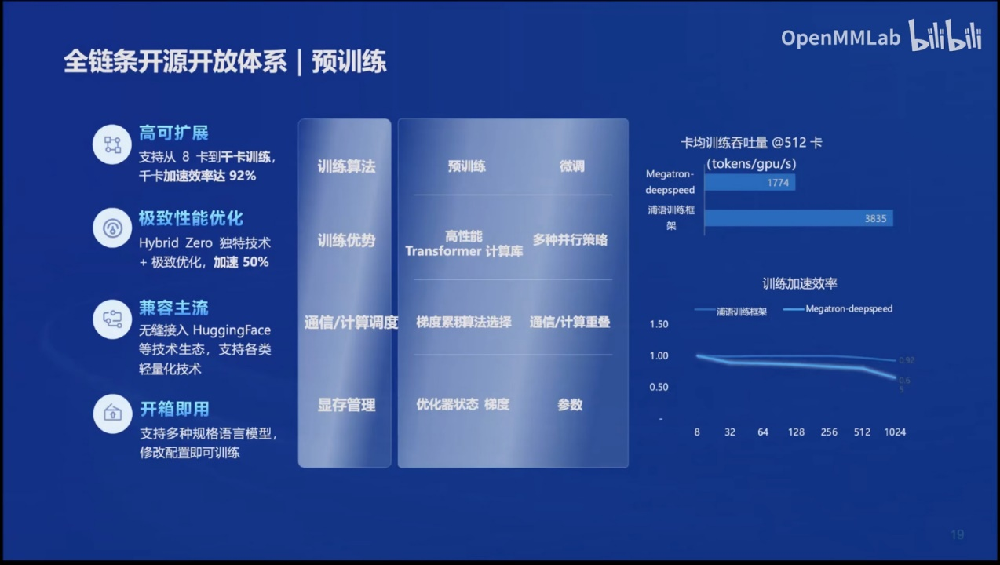 OpenMMLab bilibili
全链条开源开放体系｜预训练
高可扩展
支持从 8 卡到千卡训练，
千卡加速效率达 92%
极致性能优化
Hybrid Zero 独特技术
+ 极致优化，加速 50%
兼容主流
无缝接入 HuggingFace
等技术生态，支持各类
轻量化技术
开箱即用
支持多种规格语言模型，
修改配置即可训练
训练算法
预训练 微调
训练优势
高性能
Transformer 计算库
多种并行策略
通信/计算调度
梯度累积 算法选择 通信/计算重叠
显存管理
优化器状态 梯度 参数
卡均训练吞吐量 @512 卡
(tokens/gpu/s)
Megatron-
deepspeed
1774
浦语训练框
架
3835
训练加速效率
浦语训练框架 Megatron-deepspeed
1.50
1.00
0.50
-
0.92
0.6
5
8 32 64 128 256 512 1024
19